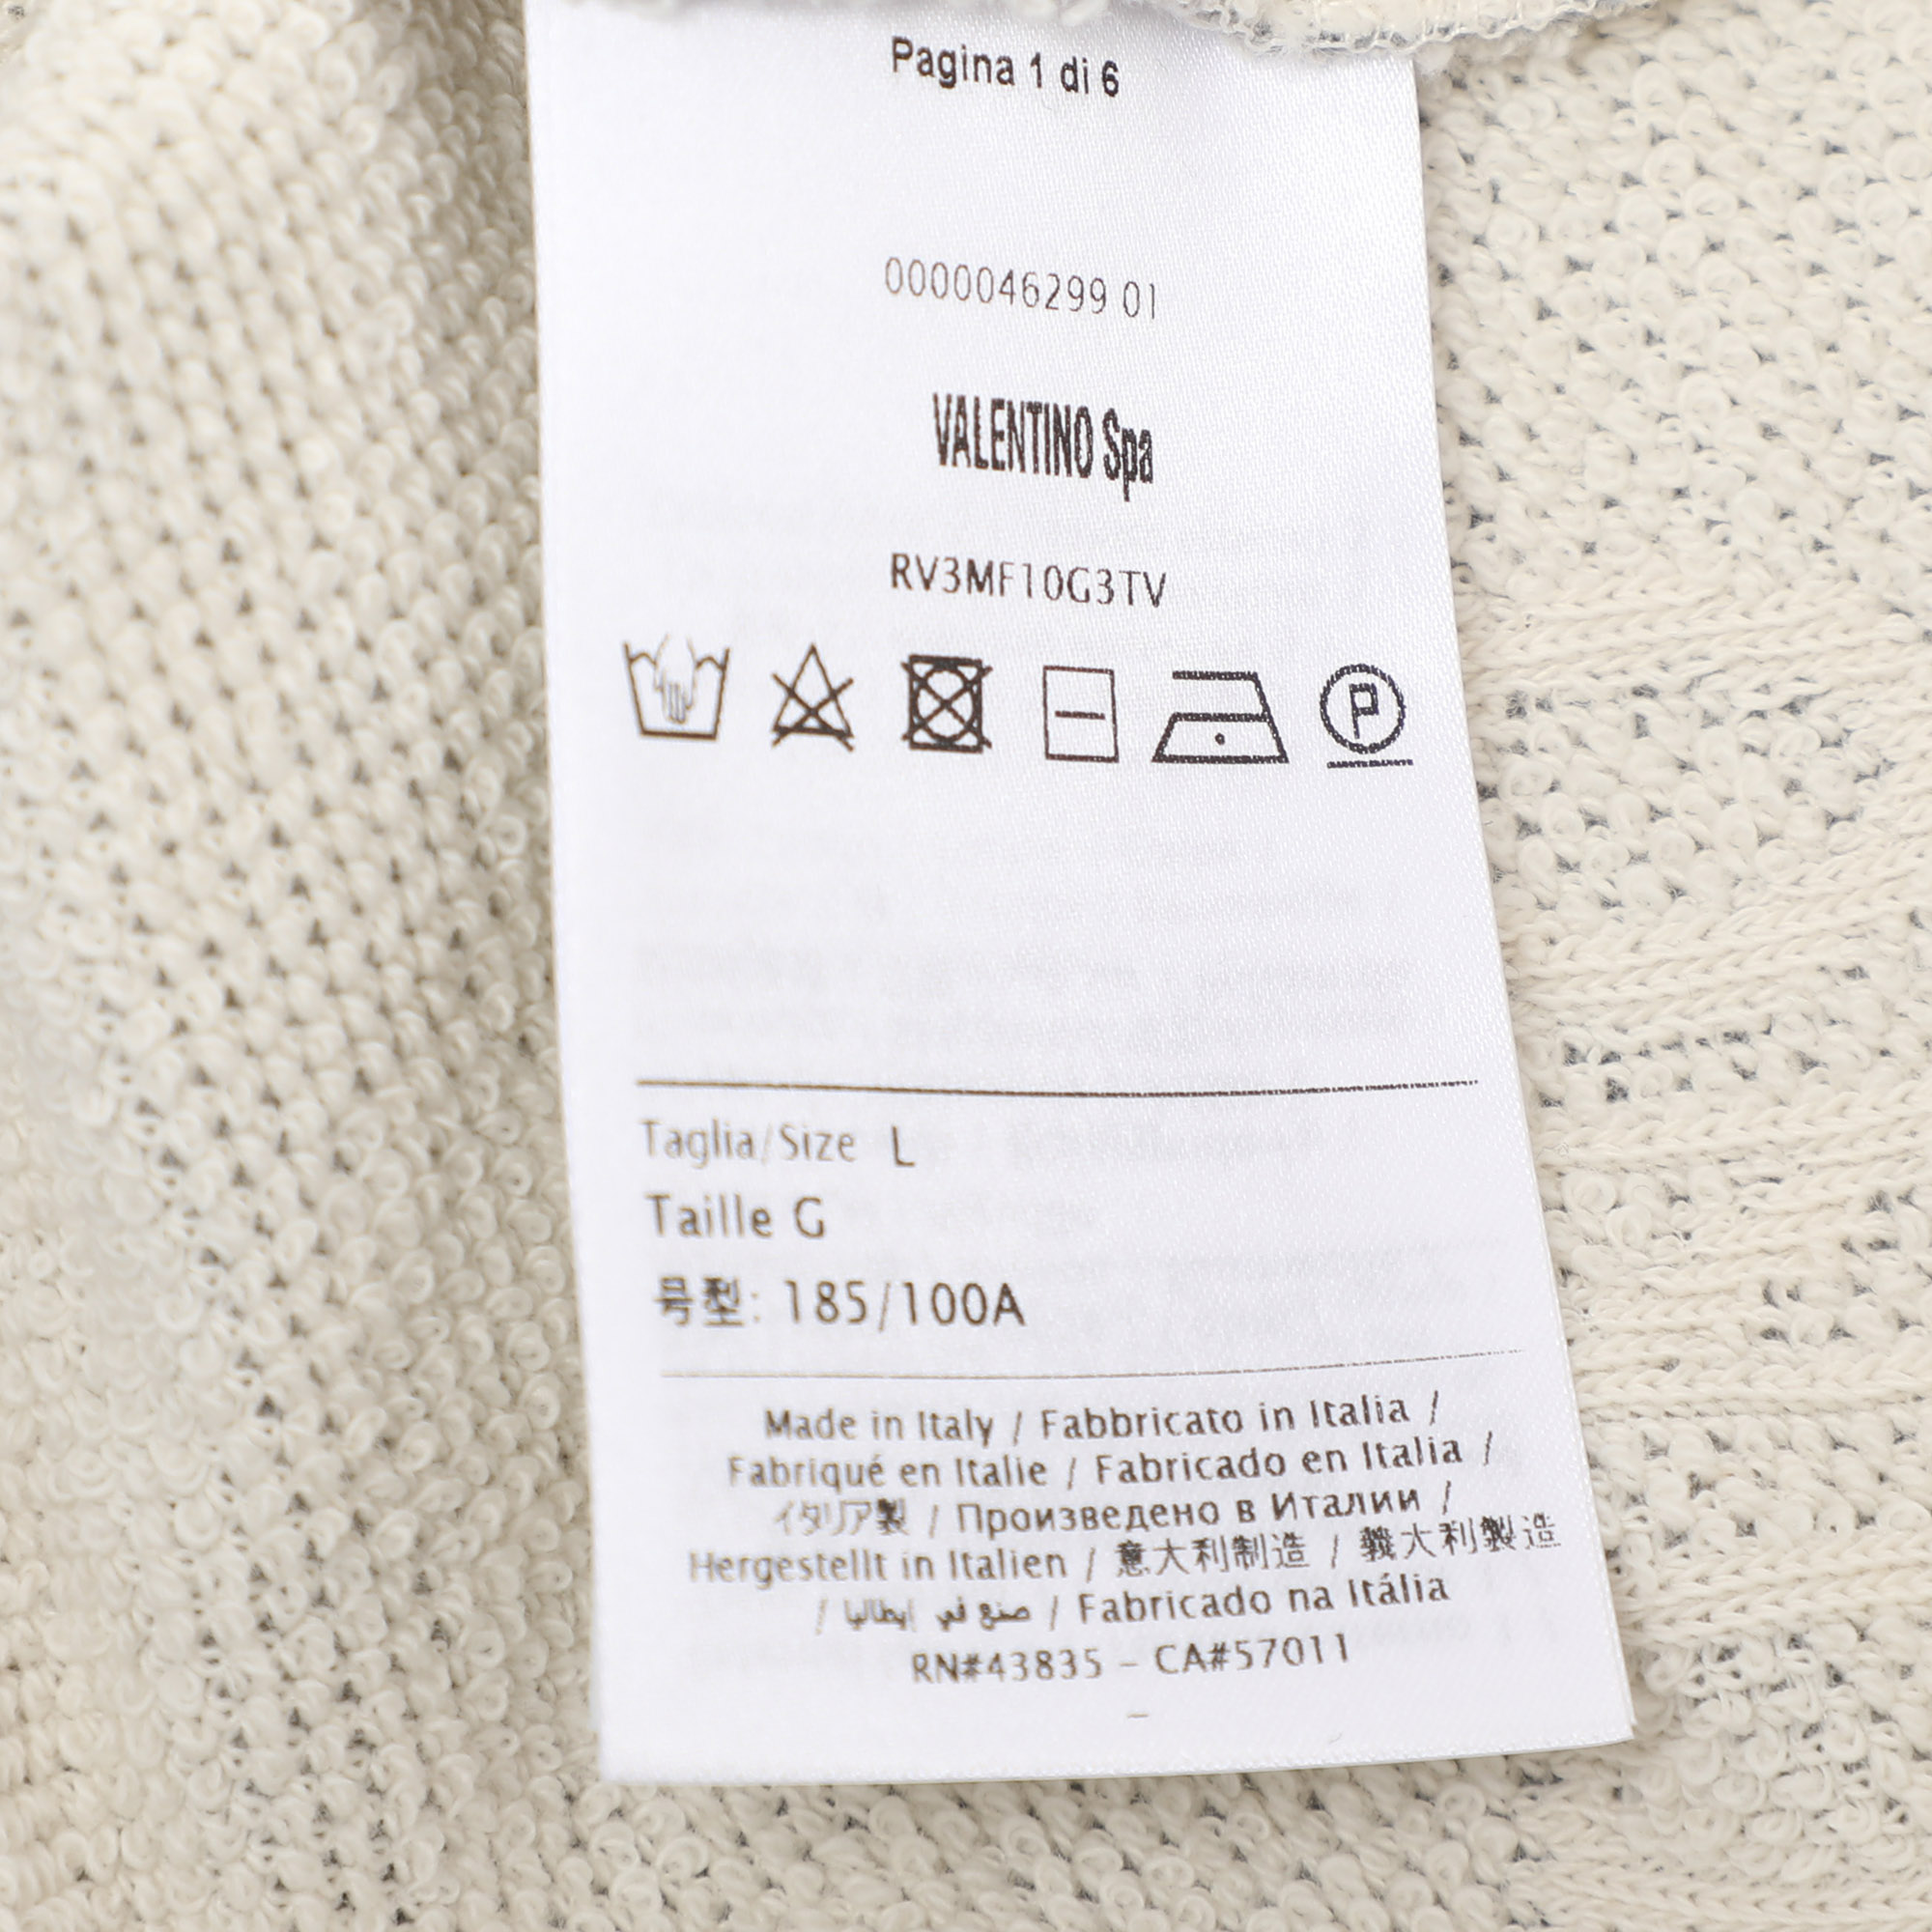 Pagina 1 di 6
0000046299 01
VALENTINO Spa
RV3MF10G3TV
P
Taglia/Size L
Taille G
号型: 185/100A
Made in Italy / Fabbricato in Italia /
Fabriqué en Italie / Fabricado en Italia /
イタリア製 / Произведено в Италии /
Hergestellt in Italien / 意大利制造 / 義大利製造
/ صنع في إيطاليا / Fabricado na Itália
RN#43835 – CA#57011
–